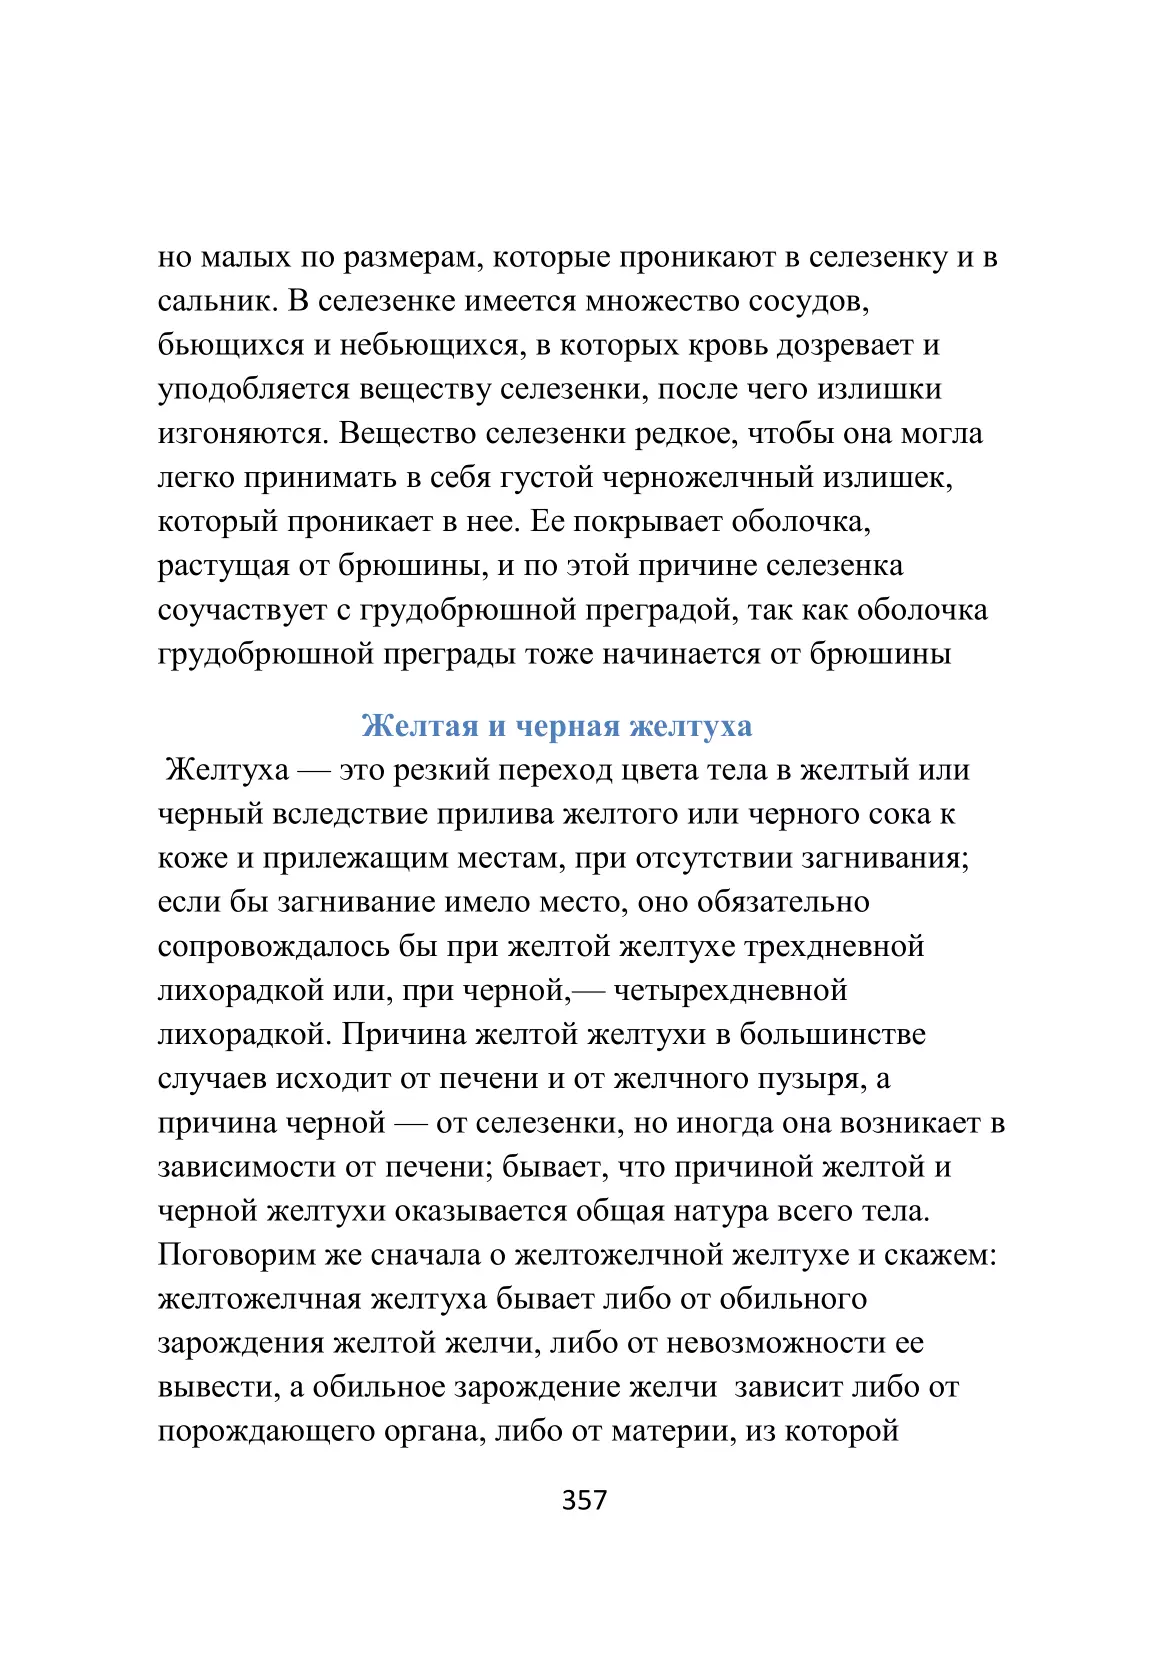 но малых по размерам, которые проникают в селезенку и в
сальник. В селезенке имеется множество сосудов,
бьющихся и небьющихся, в которых кровь дозревает и
уподобляется веществу селезенки, после чего излишки
изгоняются. Вещество селезенки редкое, чтобы она могла
легко принимать в себя густой черножелчный излишек,
который проникает в нее. Ее покрывает оболочка,
растущая от брюшины, и по этой причине селезенка
соучаствует с грудобрюшной преградой, так как оболочка
грудобрюшной преграды тоже начинается от брюшины
Желтая и черная желтуха
Желтуха — это резкий переход цвета тела в желтый или
черный вследствие прилива желтого или черного сока к
коже и прилежащим местам, при отсутствии загнивания;
если бы загнивание имело место, оно обязательно
сопровождалось бы при желтой желтухе трехдневной
лихорадкой или, при черной,— четырехдневной
лихорадкой. Причина желтой желтухи в большинстве
случаев исходит от печени и от желчного пузыря, а
причина черной — от селезенки, но иногда она возникает в
зависимости от печени; бывает, что причиной желтой и
черной желтухи оказывается общая натура всего тела.
Поговорим же сначала о желтожелчной желтухе и скажем:
желтожелчная желтуха бывает либо от обильного
зарождения желтой желчи, либо от невозможности ее
вывести, а обильное зарождение желчи  зависит либо от
порождающего органа, либо от материи, из которой
357